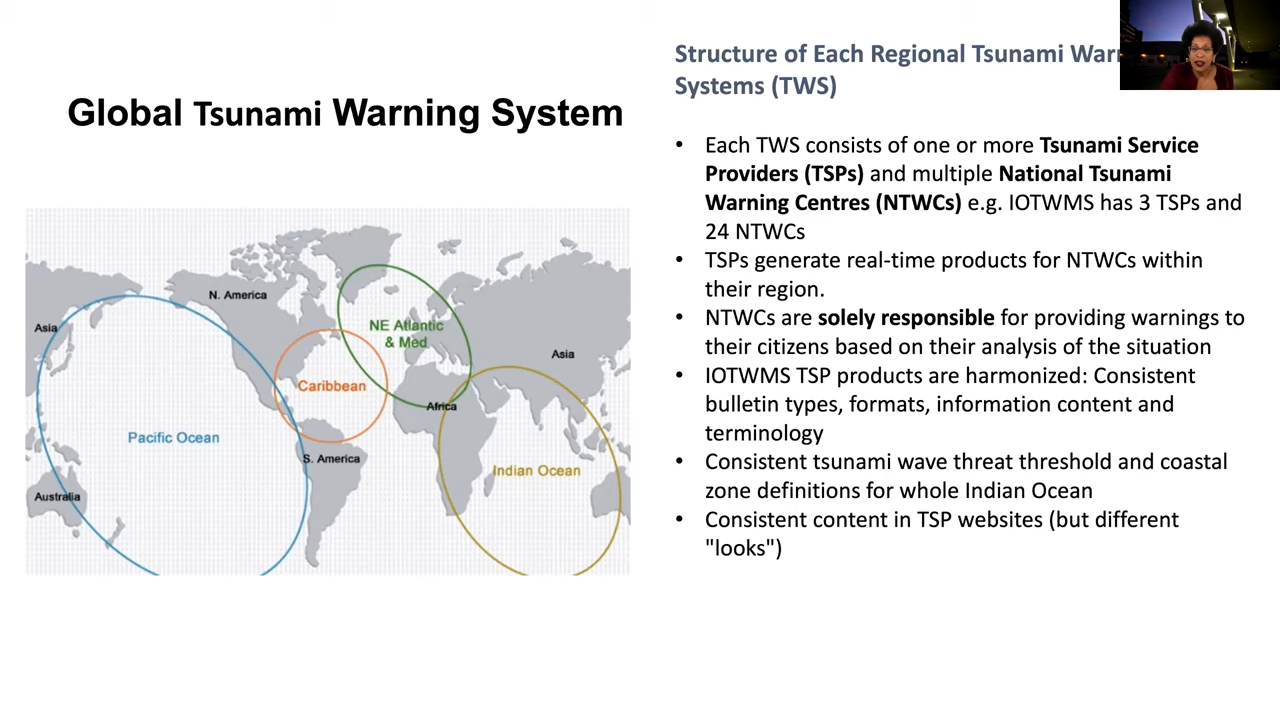 Global Tsunami Warning System
N. America
Asia
NE Atlantic
& Med
Asia
Caribbean
Africa
Pacific Ocean
S. America
Indian Ocean
Australia
Structure of Each Regional Tsunami
Systems (TWS)
• Each TWS consists of one or more Tsunami Service
Providers (TSPs) and multiple National Tsunami
Warning Centres (NTWCs) e.g. IOTWMS has 3 TSPs and
24 NTWCs
• TSPs generate real-time products for NTWCs within
their region.
• NTWCs are solely responsible for providing warnings to
their citizens based on their analysis of the situation
• IOTWMS TSP products are harmonized: Consistent
bulletin types, formats, information content and
terminology
• Consistent tsunami wave threat threshold and coastal
zone definitions for whole Indian Ocean
• Consistent content in TSP websites (but different
"looks")